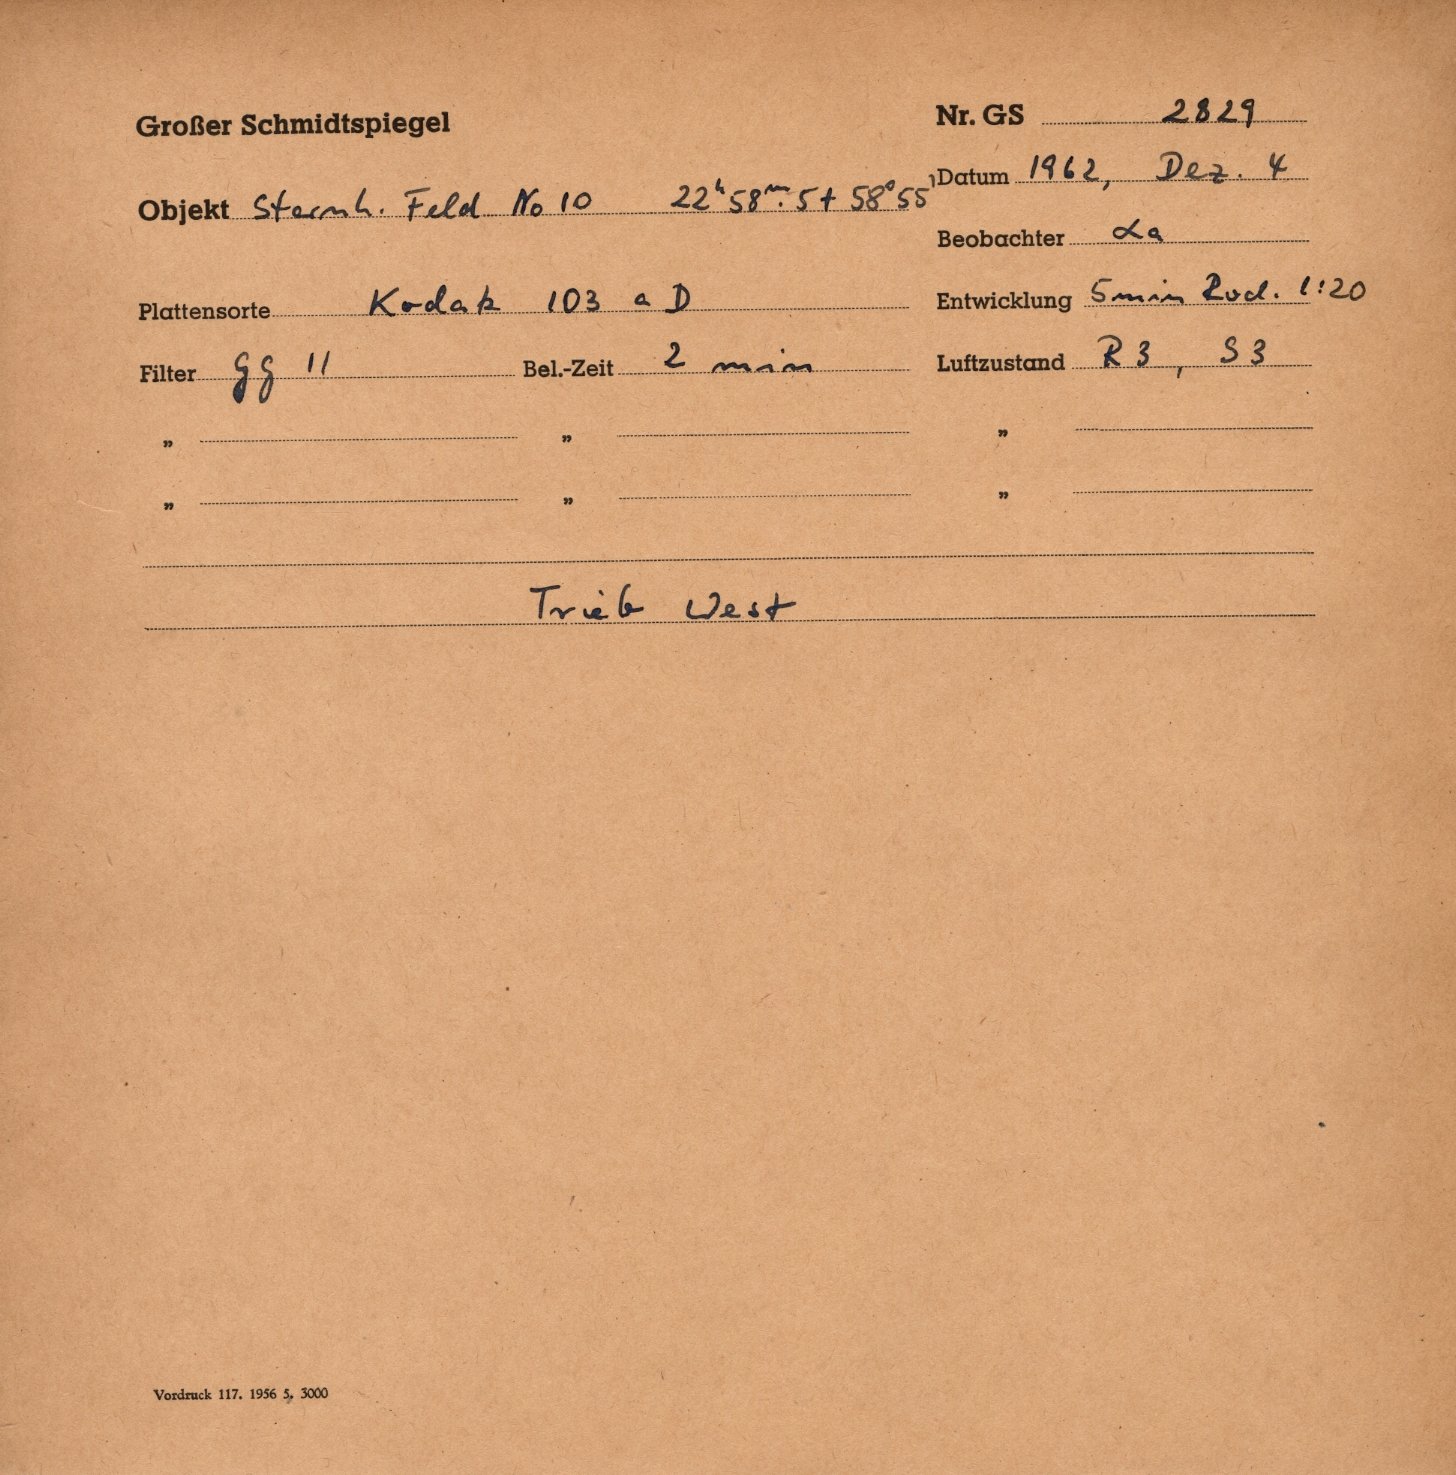 Großer Schmidtspiegel
Nr. GS 2829
Datum 1962, Dez. 4
Objekt Sternh. Feld No 10 22ʰ58ᵐ.5 + 58°55'
Beobachter La
Plattensorte Kodak 103 a D
Entwicklung 5min Rod. 1:20
Filter gg 11 Bel.-Zeit 2 min Luftzustand R 3, S 3
„ „ „
„ „ „
Trieb West
Vordruck 117. 1956 5. 3000